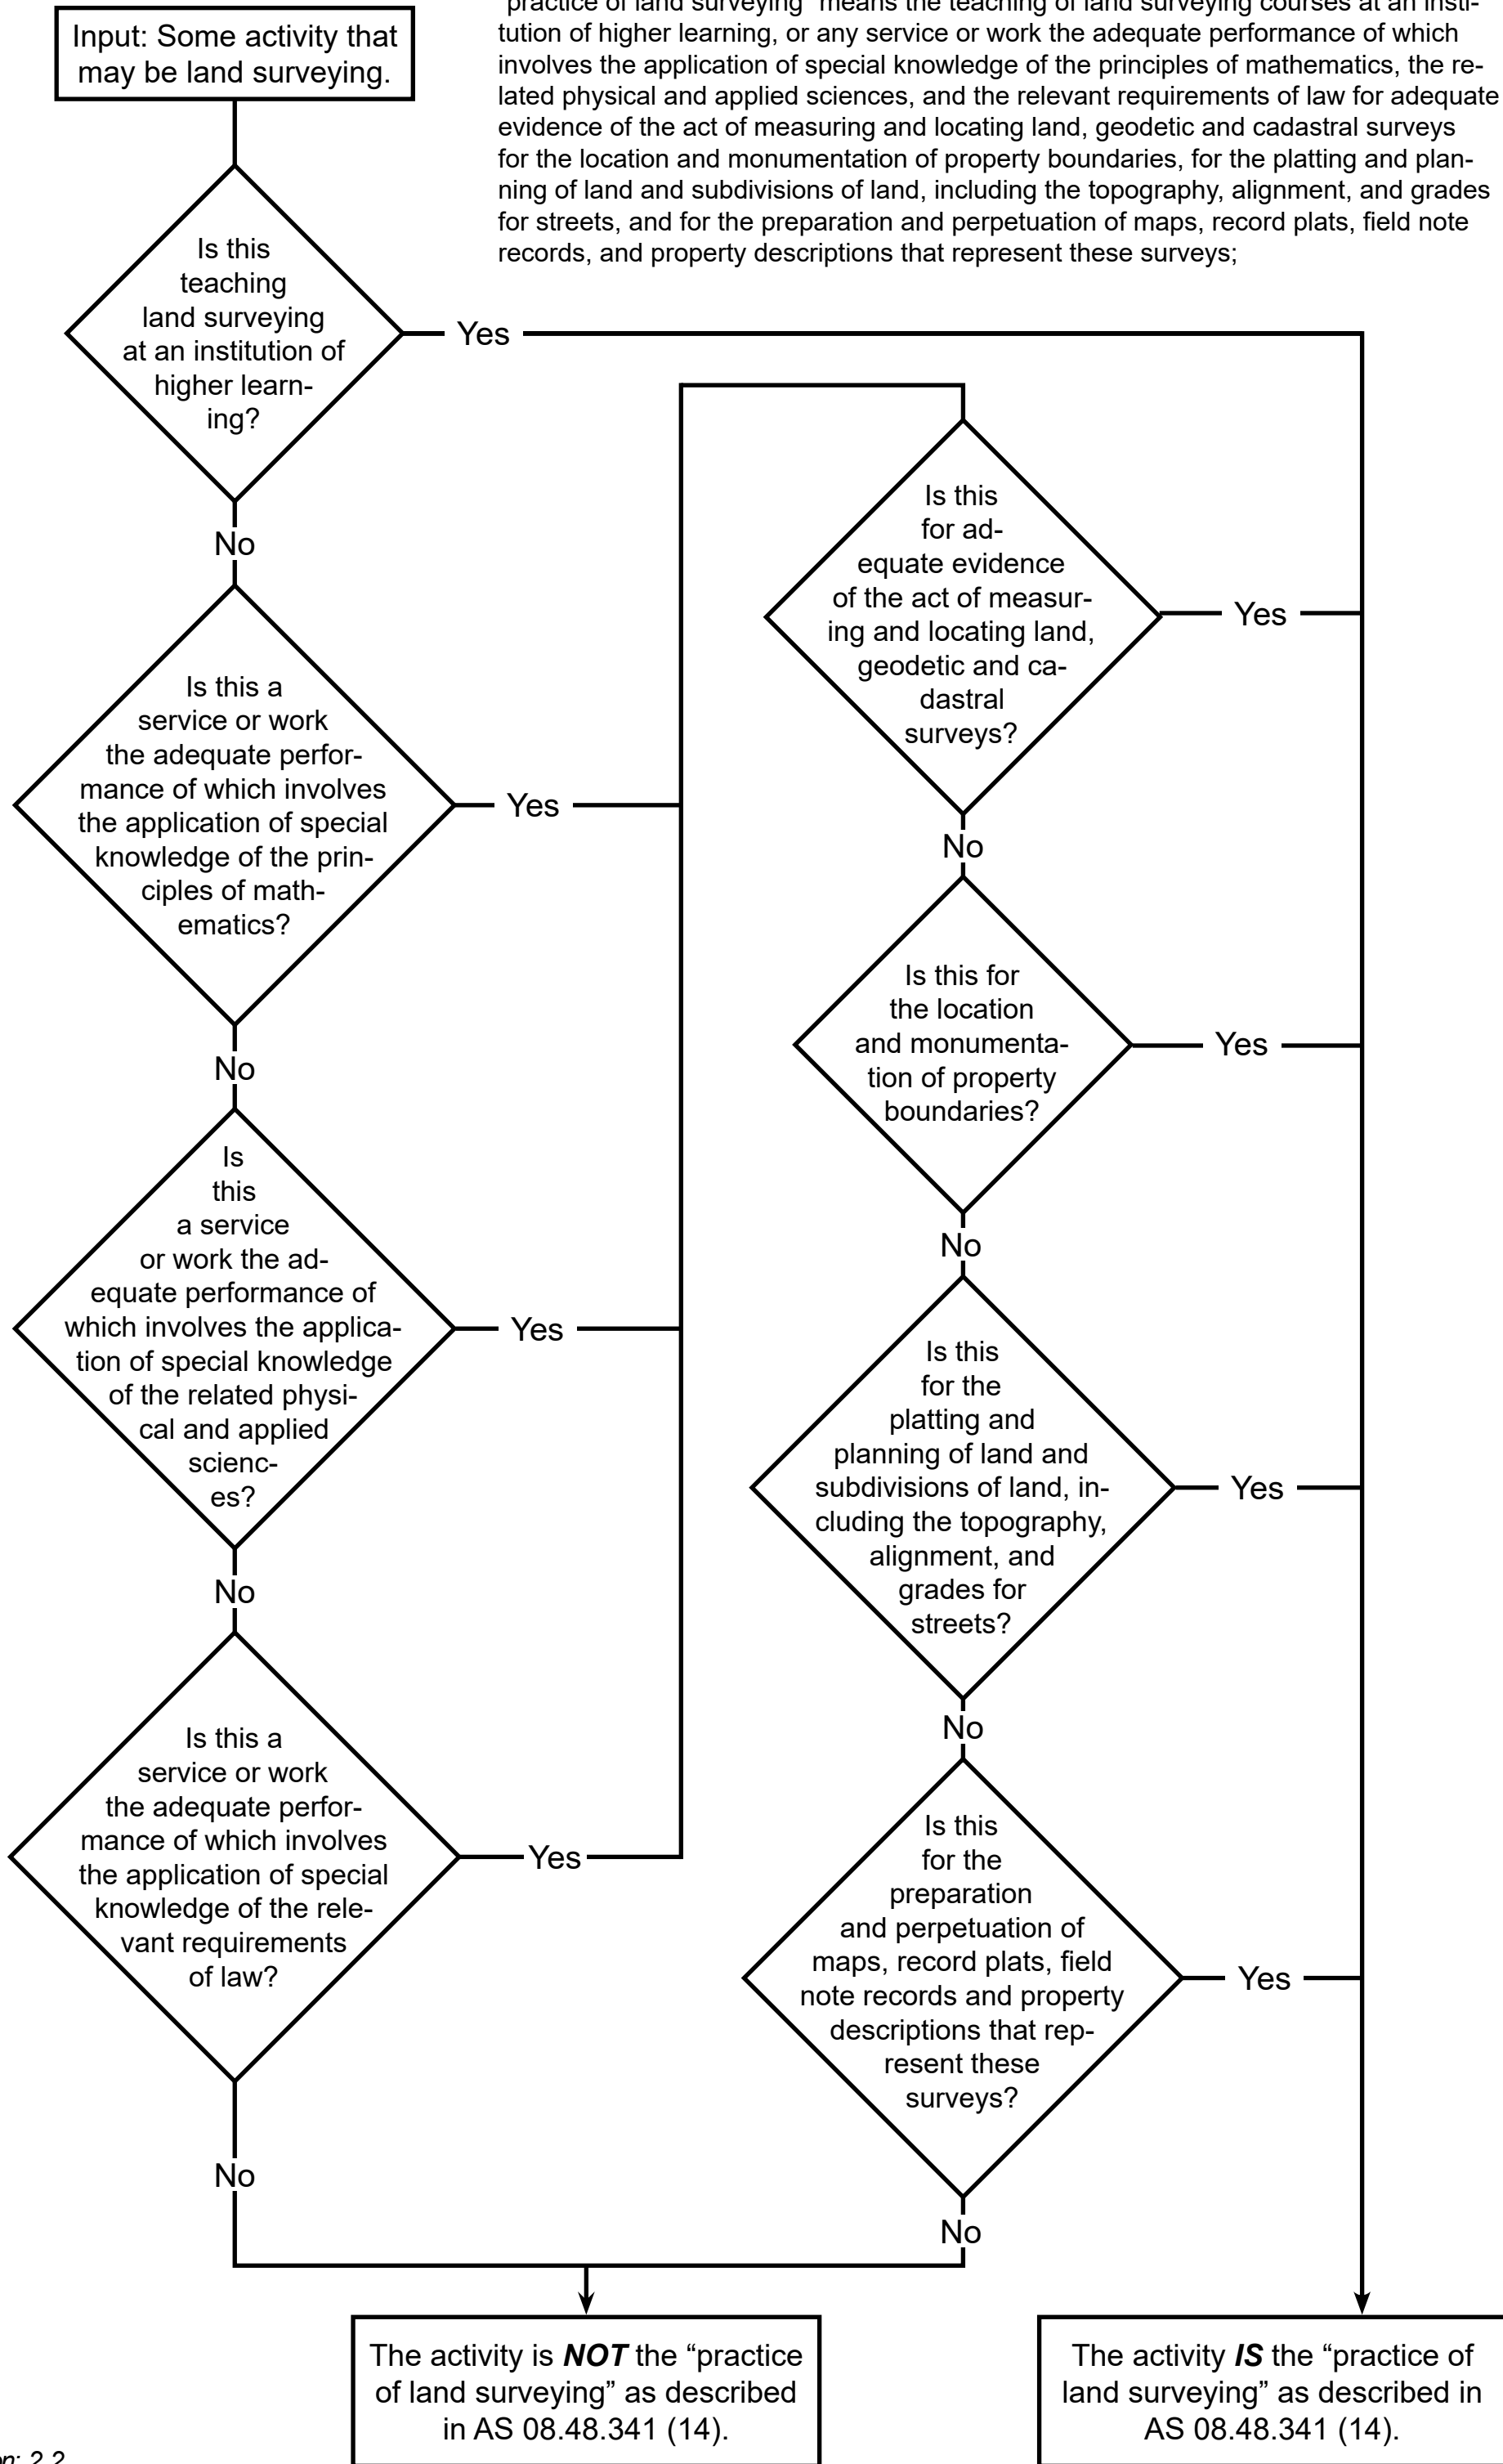 Input: Some activity that
may be land surveying.
“practice of land surveying” means the teaching of land surveying courses at an insti-
tution of higher learning, or any service or work the adequate performance of which
involves the application of special knowledge of the principles of mathematics, the re-
lated physical and applied sciences, and the relevant requirements of law for adequate
evidence of the act of measuring and locating land, geodetic and cadastral surveys
for the location and monumentation of property boundaries, for the platting and plan-
ning of land and subdivisions of land, including the topography, alignment, and grades
for streets, and for the preparation and perpetuation of maps, record plats, field note
records, and property descriptions that represent these surveys;
Is this
teaching
land surveying
at an institution of
higher learn-
ing?
Yes
No
Is this a
service or work
the adequate perfor-
mance of which involves
the application of special
knowledge of the prin-
ciples of math-
ematics?
Yes
No
Is
this
a service
or work the ad-
equate performance of
which involves the applica-
tion of special knowledge
of the related physi-
cal and applied
scienc-
es?
Yes
No
Is this a
service or work
the adequate perfor-
mance of which involves
the application of special
knowledge of the rele-
vant requirements
of law?
Yes
No
Is this
for ad-
equate evidence
of the act of measur-
ing and locating land,
geodetic and ca-
dastral
surveys?
Yes
No
Is this for
the location
and monumenta-
tion of property
boundaries?
Yes
No
Is this
for the
platting and
planning of land and
subdivisions of land, in-
cluding the topography,
alignment, and
grades for
streets?
Yes
No
Is this
for the
preparation
and perpetuation of
maps, record plats, field
note records and property
descriptions that rep-
resent these
surveys?
Yes
No
The activity is NOT the “practice
of land surveying” as described
in AS 08.48.341 (14).
The activity IS the “practice of
land surveying” as described in
AS 08.48.341 (14).
2.2